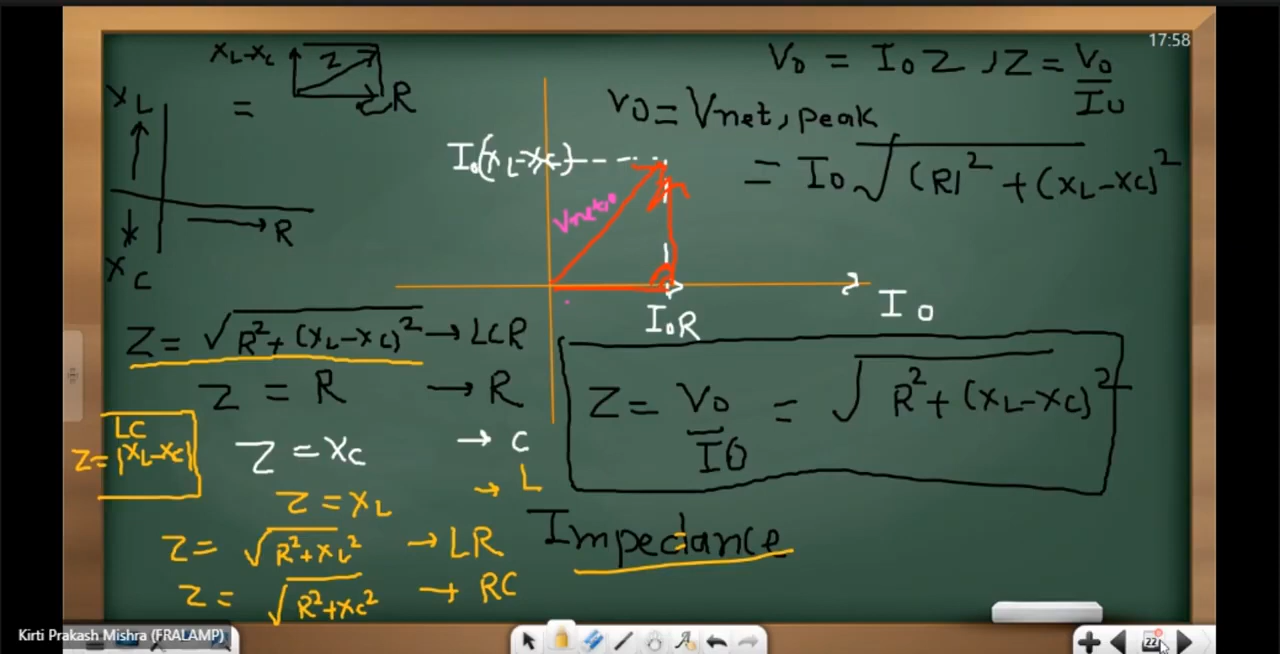 17:58
XL-XC
Z
= R
XL
R
XC
V0 = I0 Z , Z = V0/I0
V0 = Vnet, peak
= I0 √(R)² + (XL-XC)²
I0(XL-XC)
I0R
I0
Z = √R² + (XL-XC)² → LCR
Z = R → R
LC
Z = |XL-XC|
Z = XC → C
Z = XL → L
Z = √R²+XL² → LR
Z = √R²+XC² → RC
Z = V0/I0 = √R² + (XL-XC)²
Impedance
Kirti Prakash Mishra (FRALAMP)
22